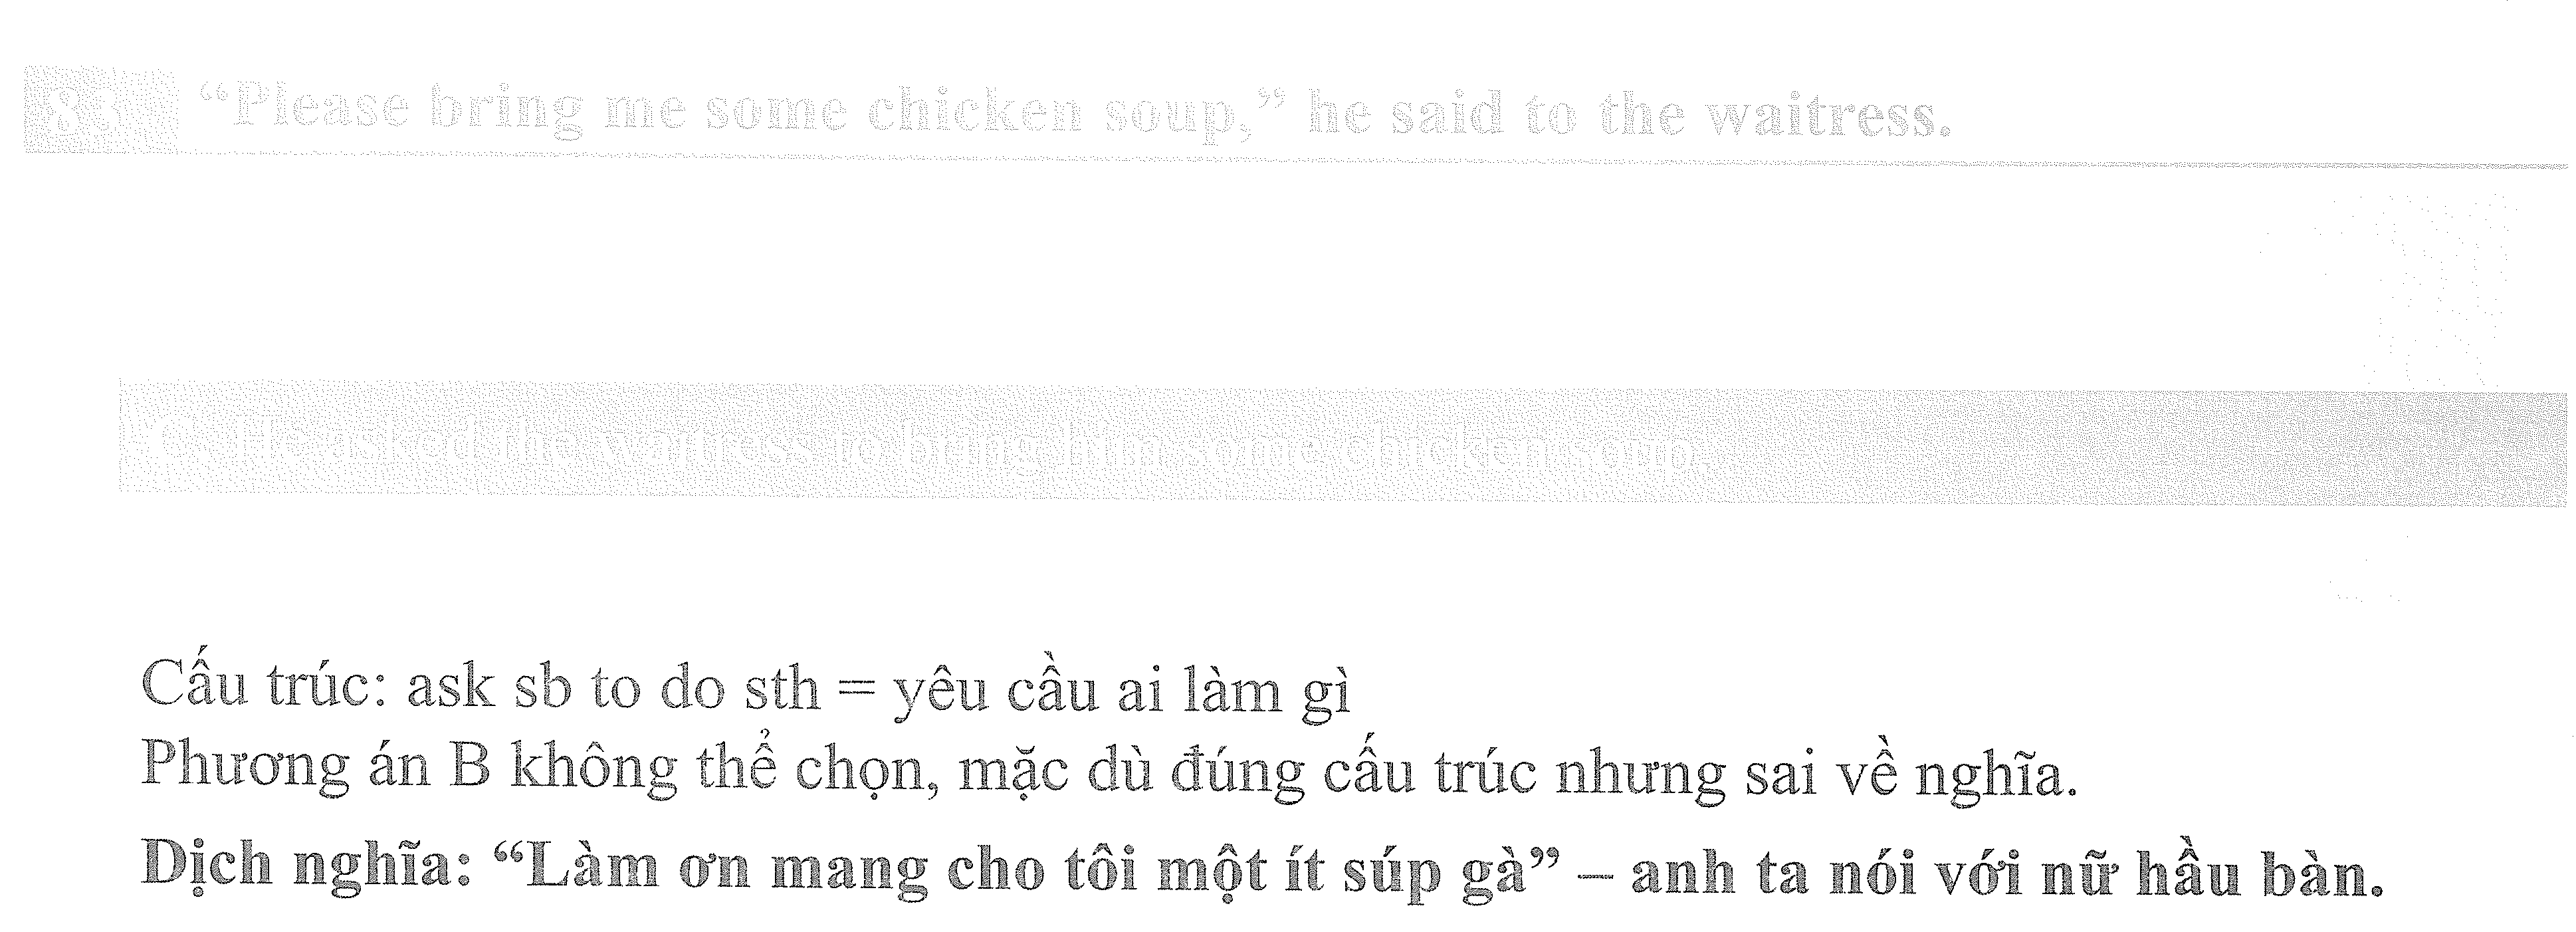 83 “Please bring me some chicken soup,” he said to the waitress.
C. He asked the waitress to bring him some chicken soup.
Cấu trúc: ask sb to do sth = yêu cầu ai làm gì
Phương án B không thể chọn, mặc dù đúng cấu trúc nhưng sai về nghĩa.
Dịch nghĩa: “Làm ơn mang cho tôi một ít súp gà” – anh ta nói với nữ hầu bàn.